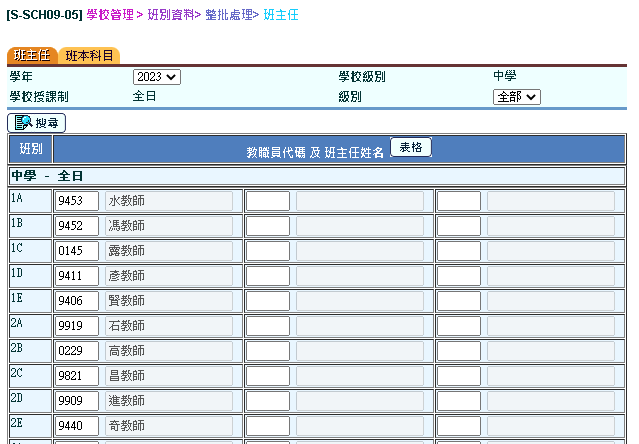 [S-SCH09-05] 學校管理 > 班別資料> 整批處理> 班主任
班主任 班本科目
學年 2023 學校級別 中學
學校授課制 全日 級別 全部
搜尋
班別 教職員代碼 及 班主任姓名 表格
中學 - 全日
1A 9453 水教師
1B 9452 馮教師
1C 0145 露教師
1D 9411 彥教師
1E 9406 賢教師
2A 9919 石教師
2B 0229 高教師
2C 9821 昌教師
2D 9909 進教師
2E 9440 奇教師